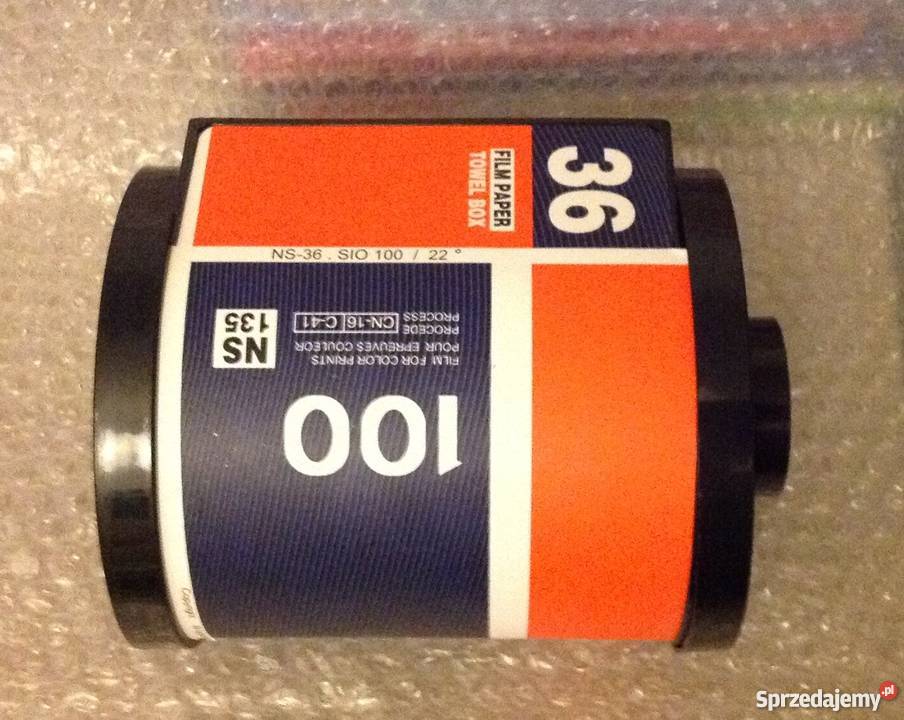 36
FILM PAPER
TOWEL BOX
NS-36 . SIO 100 / 22 °
NS
135
FILM FOR COLOR PRINTS
POUR EPREUVES COULEUR
PROCEDE CN-16 C-41
PROCESS
100
Sprzedajemy.pl